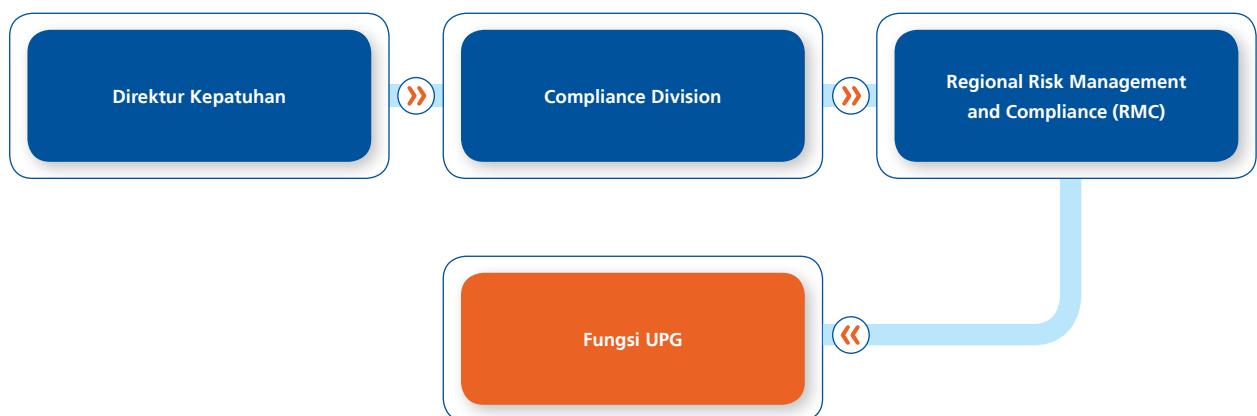 Direktur Kepatuhan
Compliance Division
Regional Risk Management
and Compliance (RMC)
Fungsi UPG